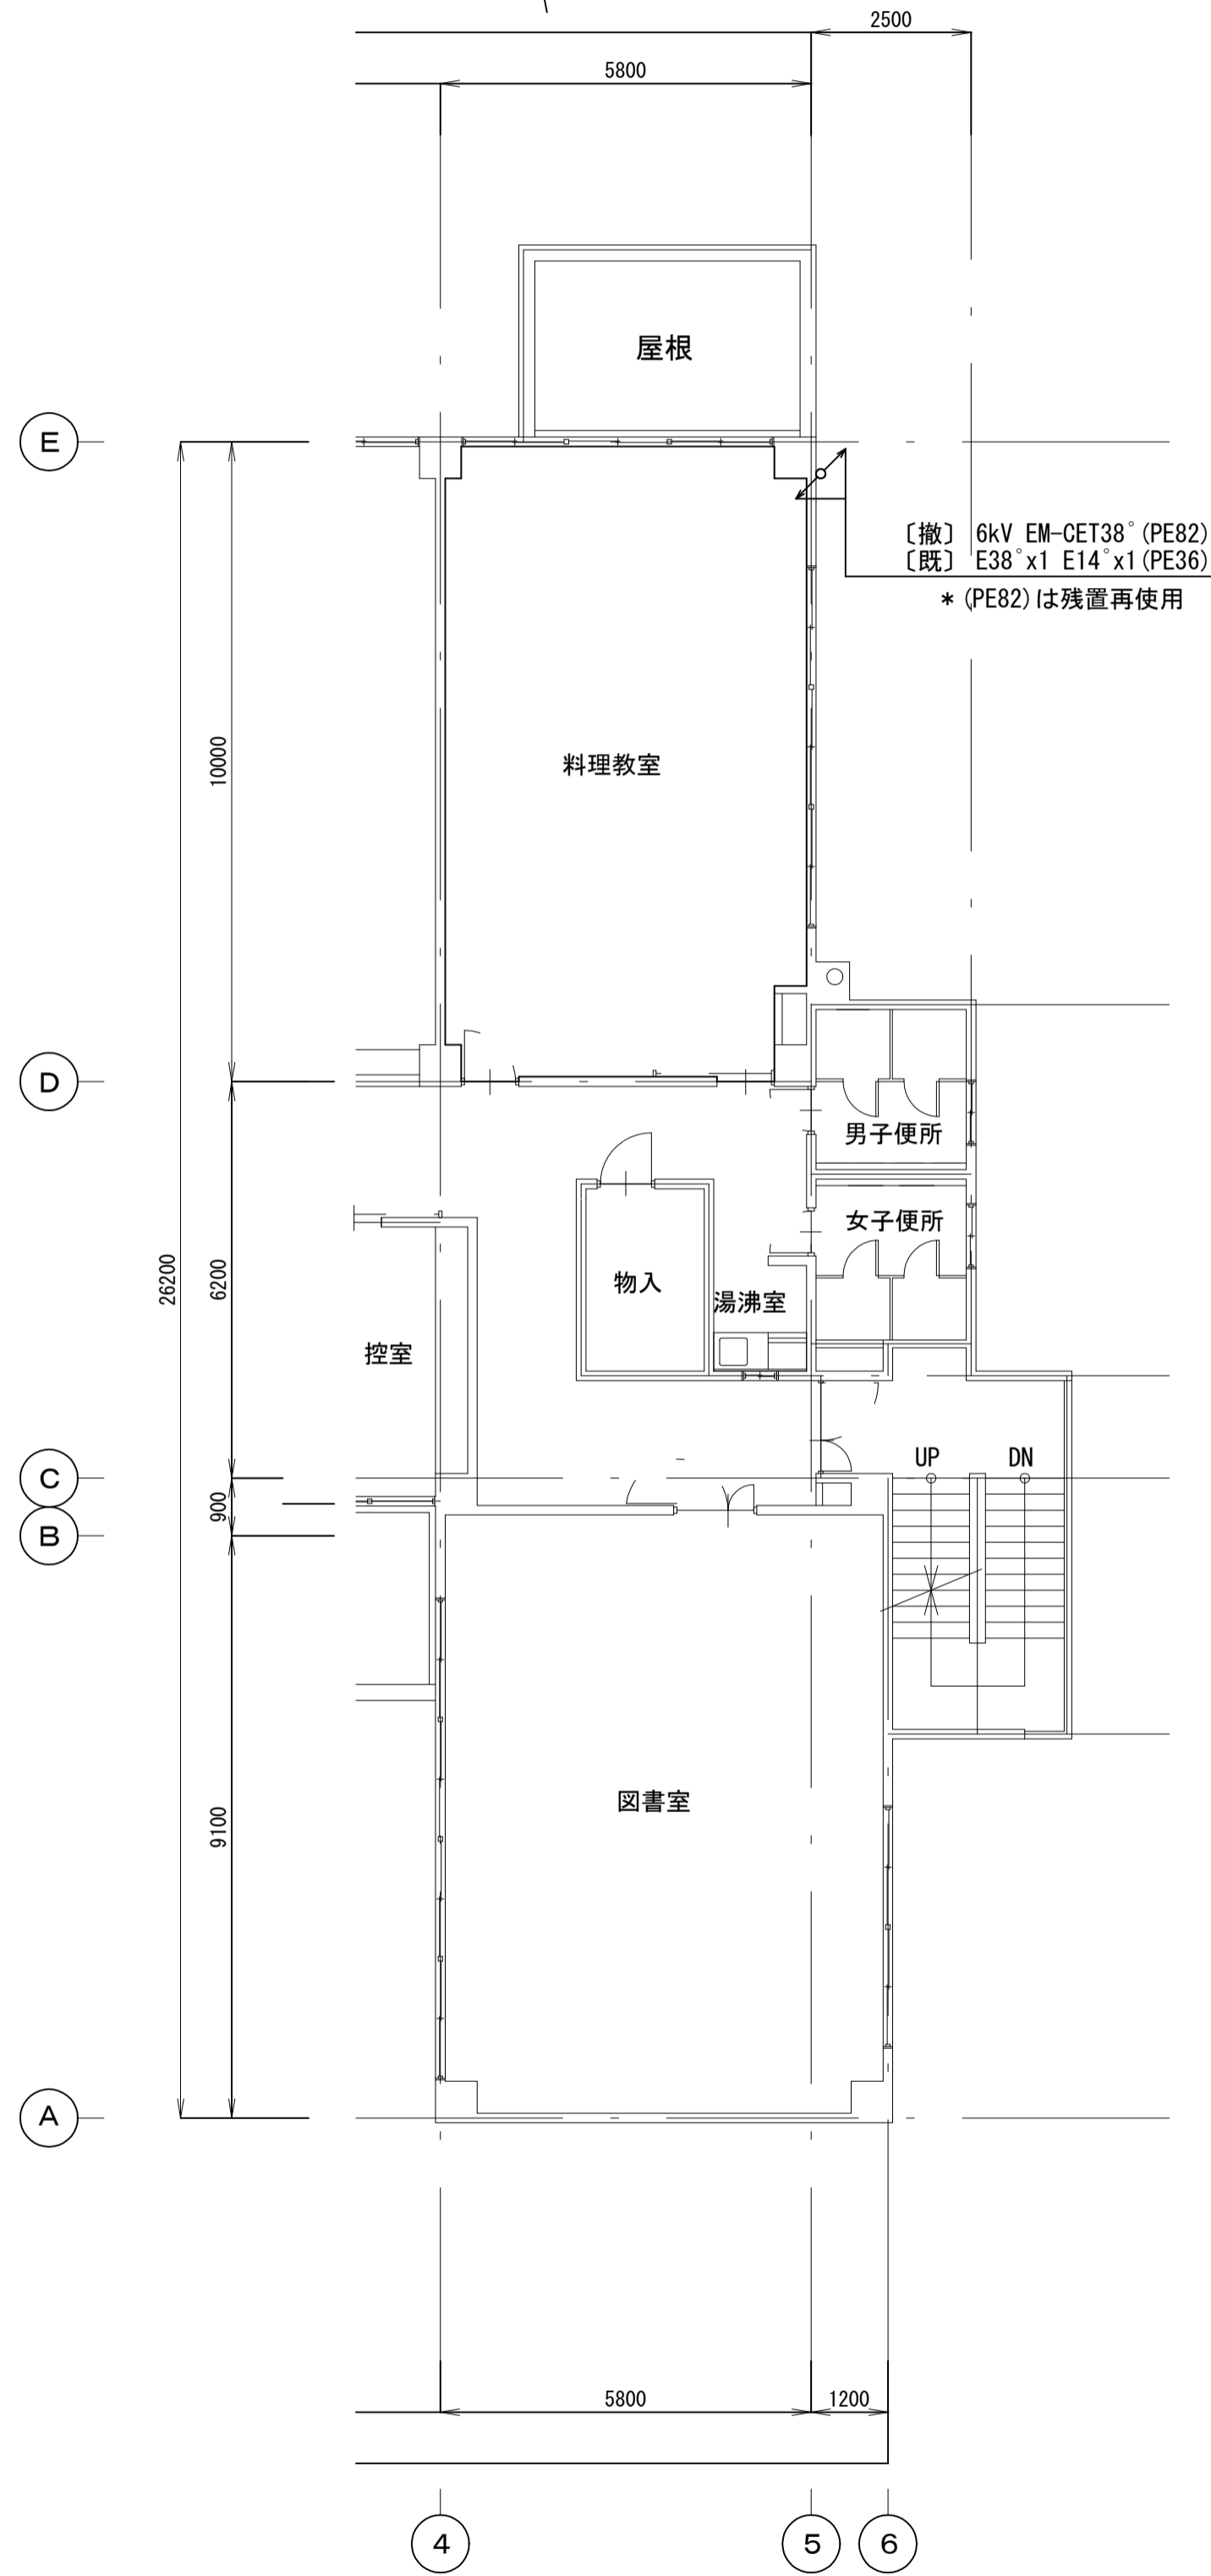 2500
5800
屋根
E
〔撤〕 6kV EM-CET38°(PE82)
〔既〕 E38°x1 E14°x1(PE36)
* (PE82)は残置再使用
10000
料理教室
D
男子便所
女子便所
26200
6200
物入
湯沸室
控室
UP
DN
C
900
B
図書室
9100
A
5800
1200
4
5
6